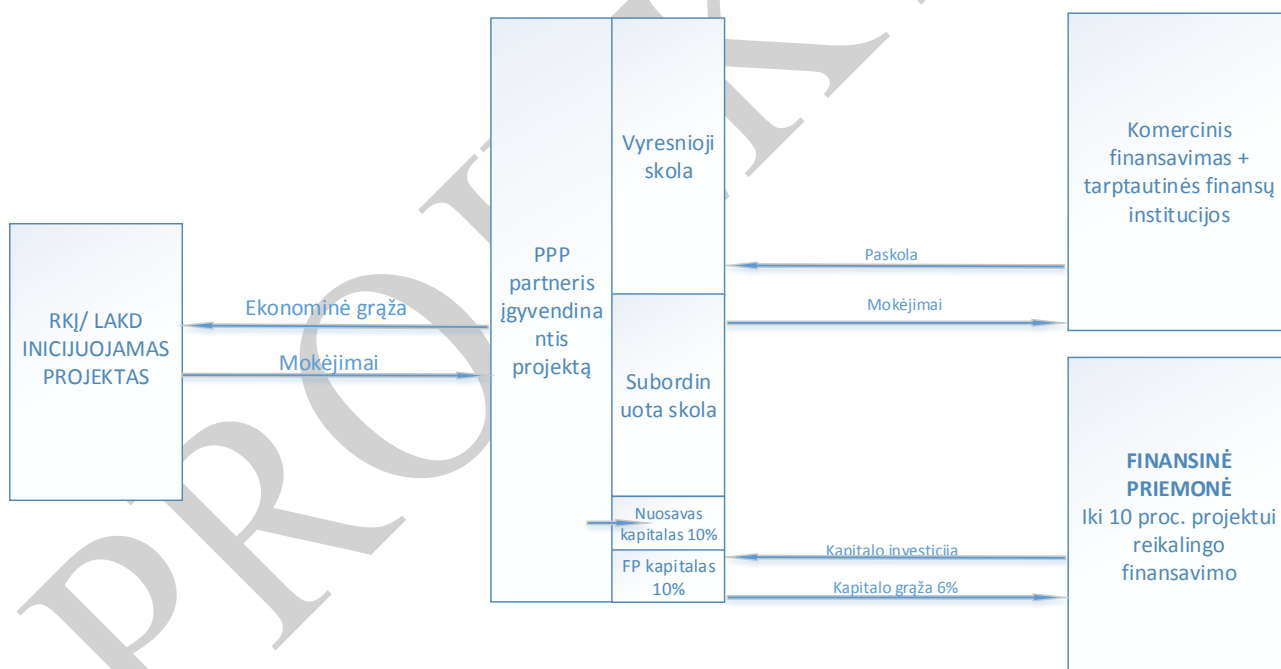 RKĮ/ LAKD
INICIJUOJAMAS
PROJEKTAS
Ekonominė grąža
Mokėjimai
PPP
partneris
įgyvendina
ntis
projektą
Vyresnioji
skola
Subordin
uota skola
Nuosavas
kapitalas 10%
FP kapitalas
10%
Paskola
Mokėjimai
Kapitalo investicija
Kapitalo grąža 6%
Komercinis
finansavimas +
tarptautinės finansų
institucijos
FINANSINĖ
PRIEMONĖ
Iki 10 proc. projektui
reikalingo
finansavimo